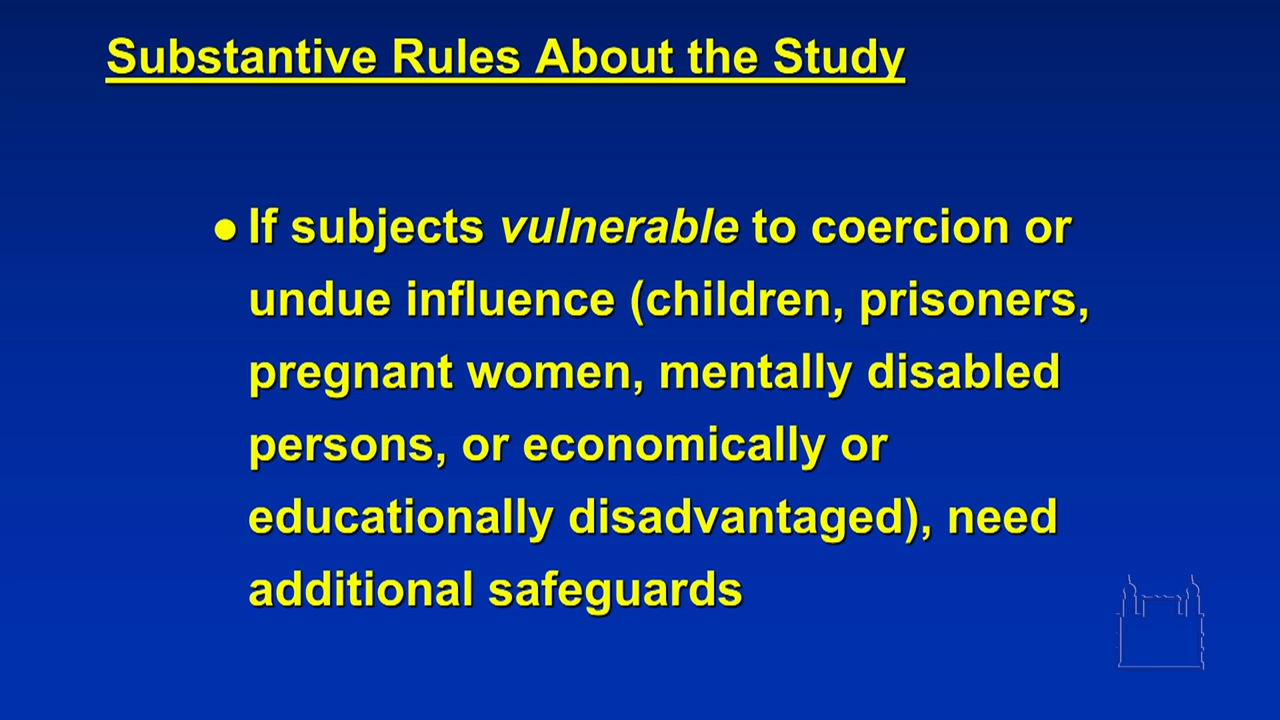 Substantive Rules About the Study
● If subjects vulnerable to coercion or
undue influence (children, prisoners,
pregnant women, mentally disabled
persons, or economically or
educationally disadvantaged), need
additional safeguards